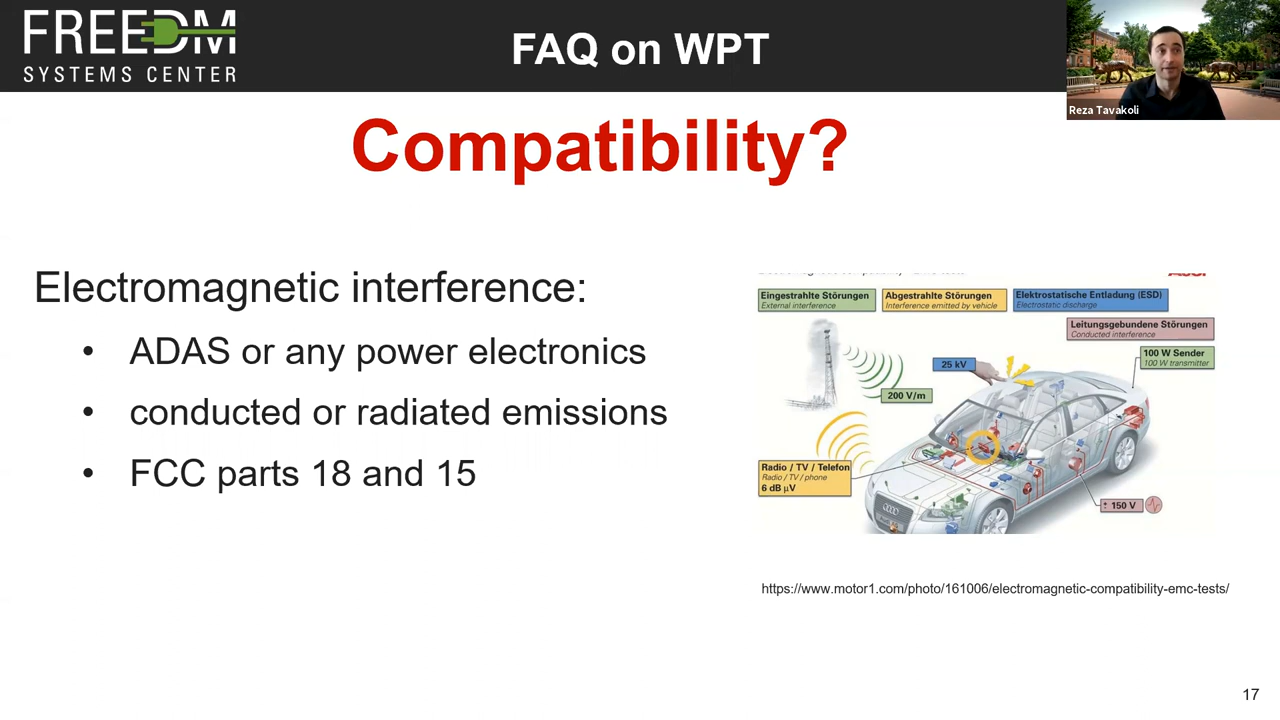 FREEDM
SYSTEMS CENTER
FAQ on WPT
Reza Tavakoli
Compatibility?
Electromagnetic interference:
• ADAS or any power electronics
• conducted or radiated emissions
• FCC parts 18 and 15
Eingestrahlte Störungen
External interference
Abgestrahlte Störungen
Interference emitted by vehicle
Elektrostatische Entladung (ESD)
Electrostatic discharge
Leitungsgebundene Störungen
Conducted interference
100 W Sender
100 W transmitter
25 kV
200 V/m
Radio / TV / Telefon
Radio / TV / phone
6 dB µV
± 150 V
https://www.motor1.com/photo/161006/electromagnetic-compatibility-emc-tests/
17